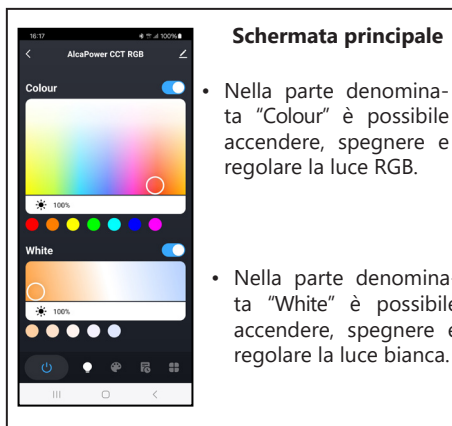 16:17
100%
AlcaPower CCT RGB
Colour
100%
White
100%
Schermata principale
• Nella parte denomina-
ta “Colour” è possibile
accendere, spegnere e
regolare la luce RGB.
• Nella parte denomina-
ta “White” è possibile
accendere, spegnere e
regolare la luce bianca.